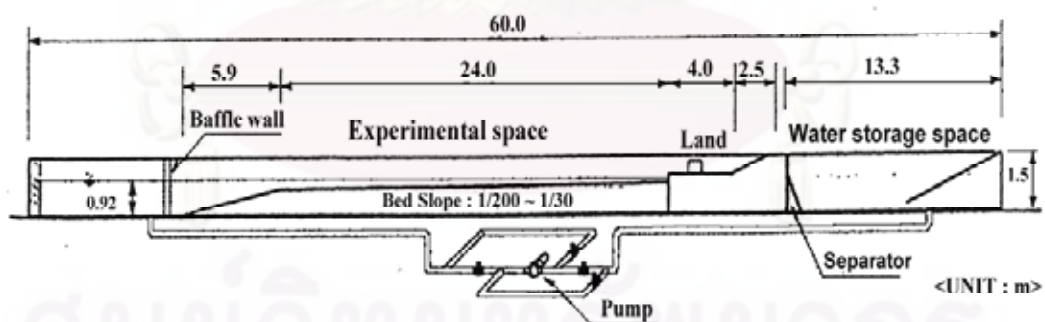 60.0
5.9 24.0 4.0 2.5 13.3
Baffle wall
Experimental space
Land
Water storage space
0.92
Bed Slope : 1/200 ~ 1/30
1.5
Separator
<UNIT : m>
Pump